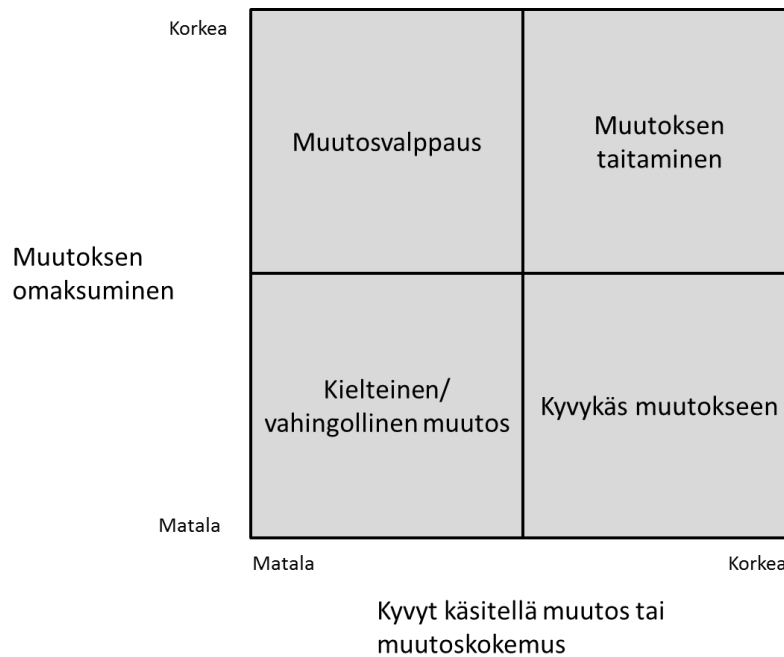 Korkea
Muutosvalppaus
Muutoksen
taitaminen
Muutoksen
omaksuminen
Kielteinen/
vahingollinen muutos
Kyvykäs muutokseen
Matala
Matala
Korkea
Kyvyt käsitellä muutos tai
muutoskokemus